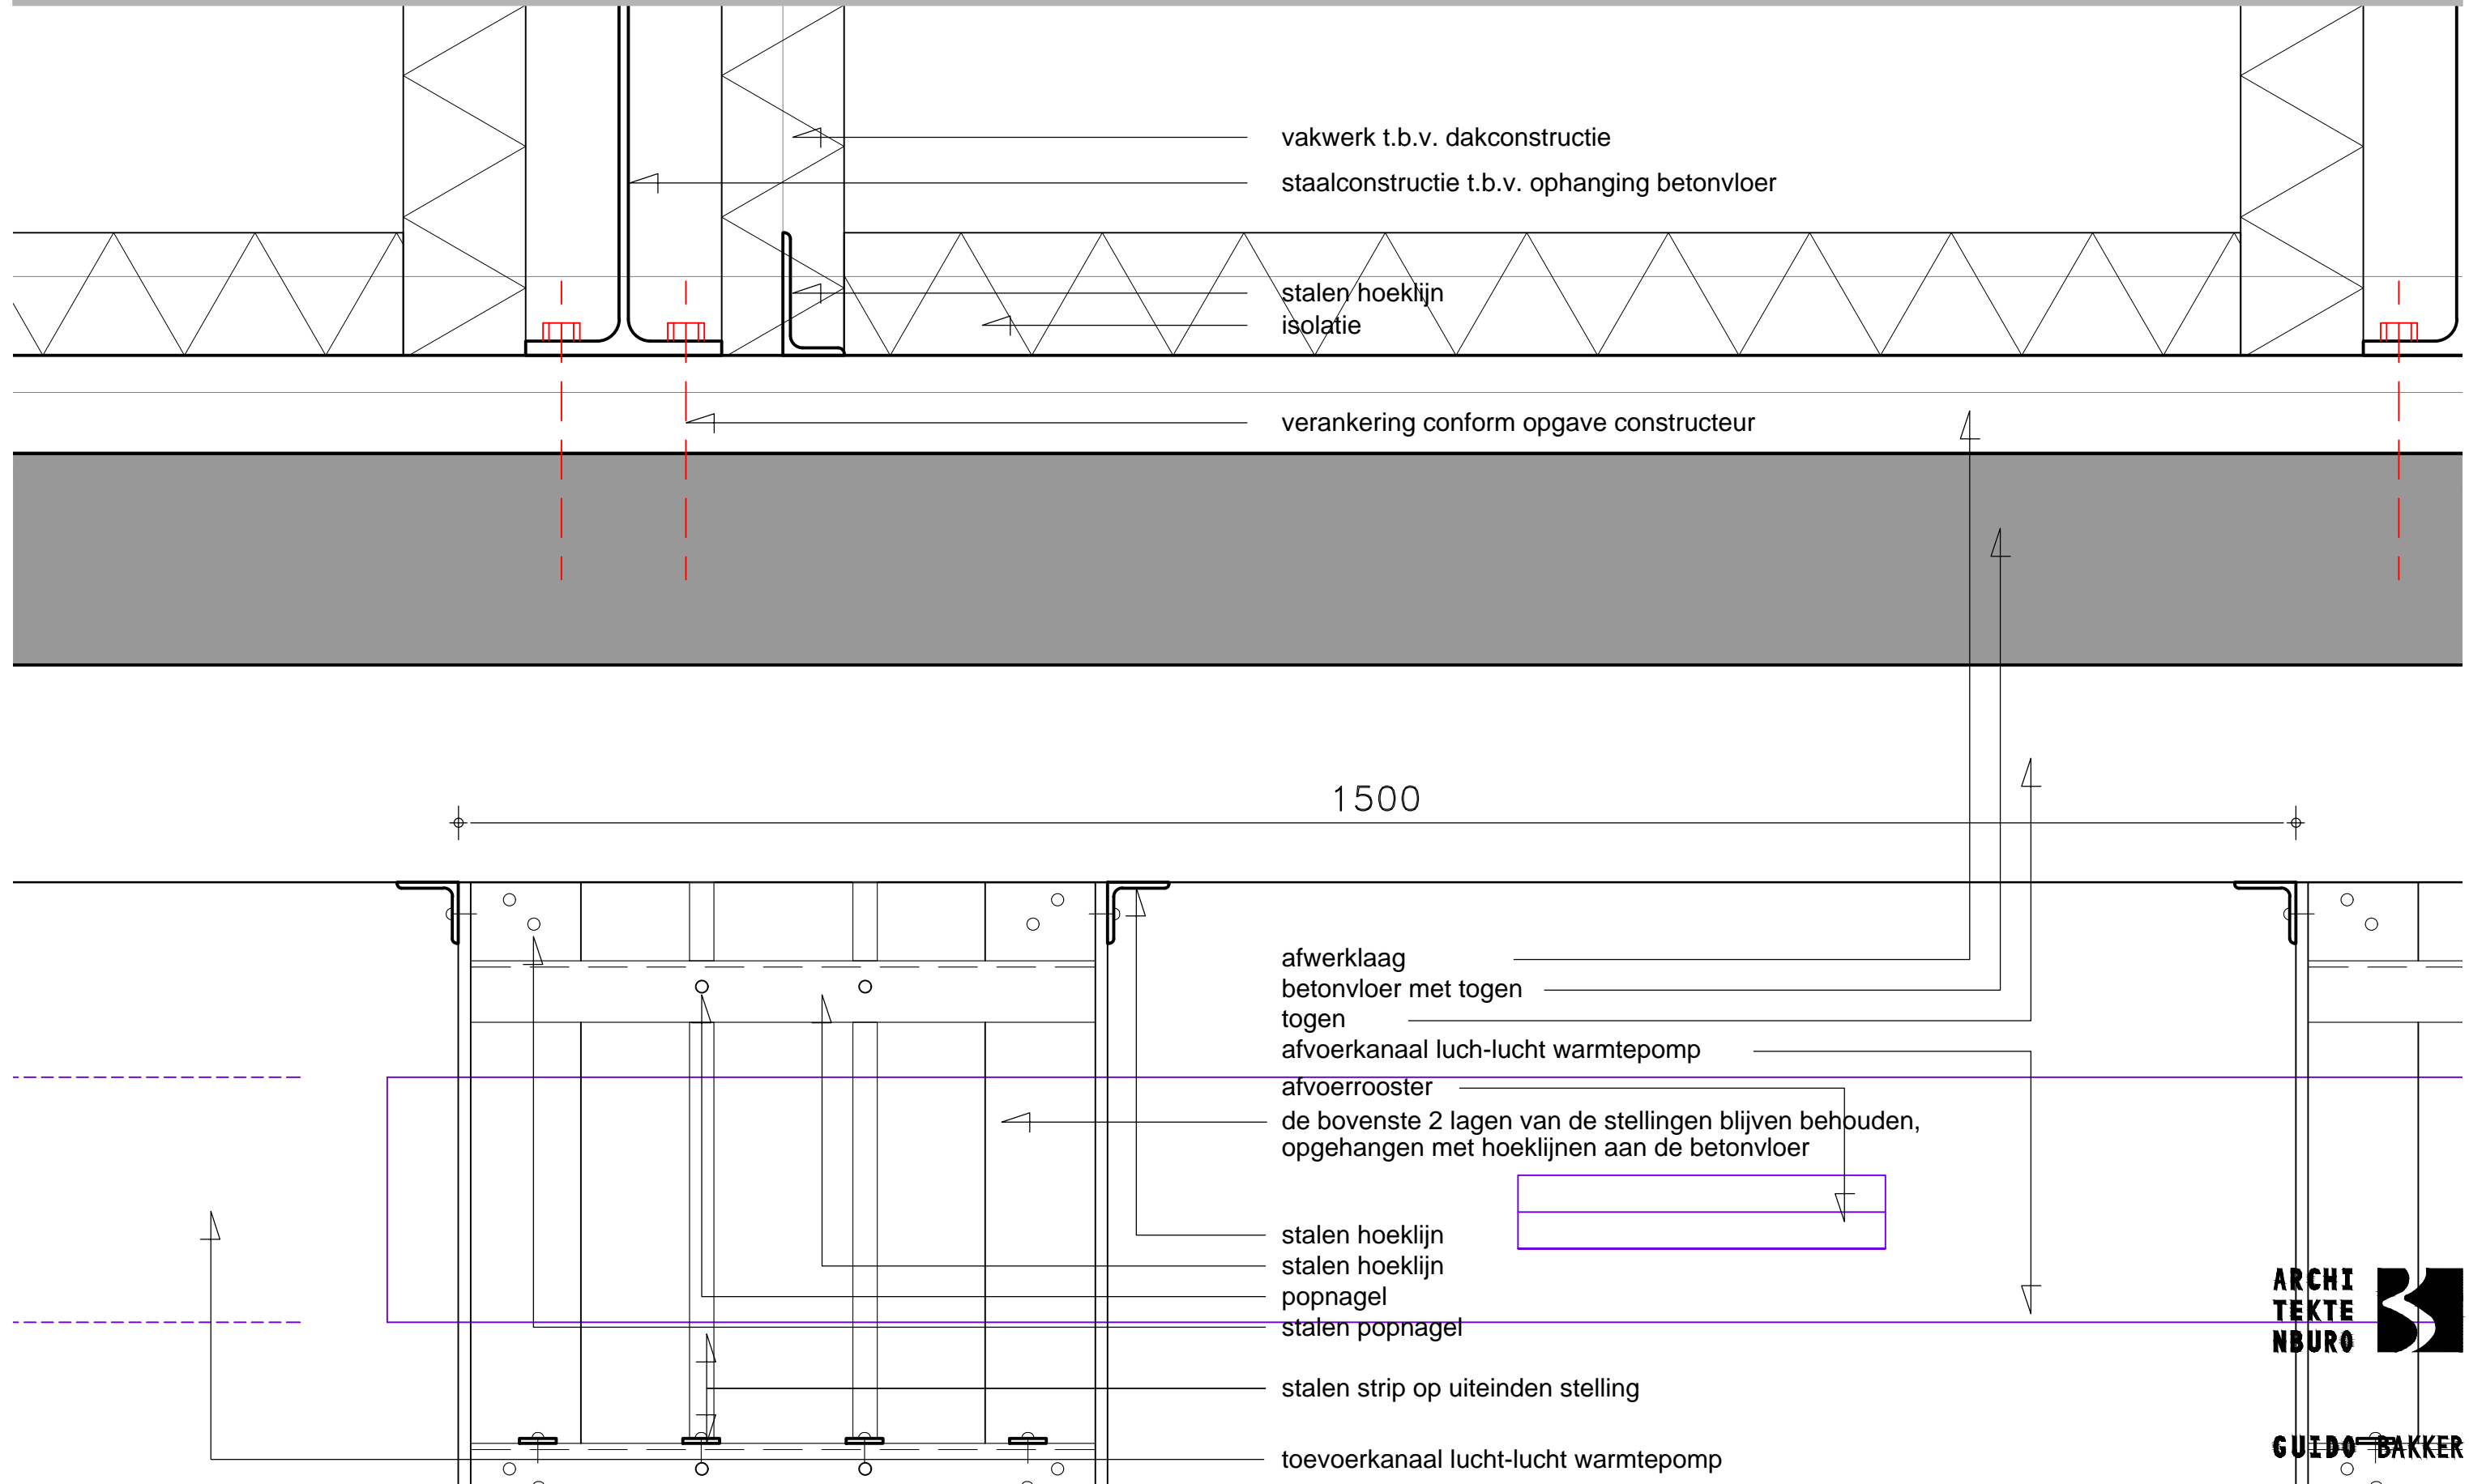 vakwerk t.b.v. dakconstructie
staalconstructie t.b.v. ophanging betonvloer
stalen hoeklijn
isolatie
verankering conform opgave constructeur
1500
afwerklaag
betonvloer met togen
togen
afvoerkanaal luch-lucht warmtepomp
afvoerrooster
de bovenste 2 lagen van de stellingen blijven behouden,
opgehangen met hoeklijnen aan de betonvloer
stalen hoeklijn
stalen hoeklijn
popnagel
stalen popnagel
stalen strip op uiteinden stelling
toevoerkanaal lucht-lucht warmtepomp
ARCHI
TEKTE
NBURO
GUIDO BAKKER